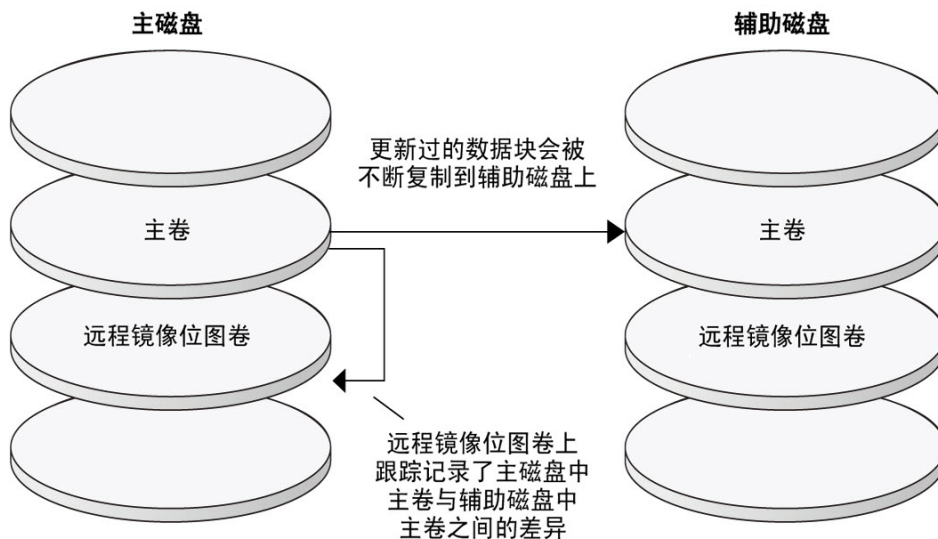 主磁盘
辅助磁盘
更新过的数据块会被
不断复制到辅助磁盘上
主卷
主卷
远程镜像位图卷
远程镜像位图卷
远程镜像位图卷上
跟踪记录了主磁盘中
主卷与辅助磁盘中
主卷之间的差异